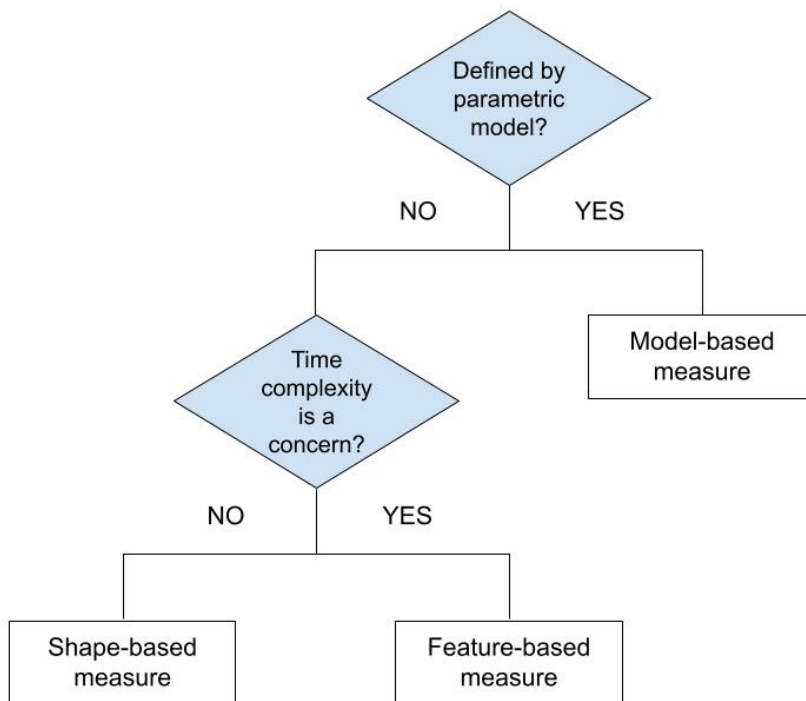 Defined by
parametric
model?
NO
YES
Model-based
measure
Time
complexity
is a
concern?
NO
YES
Shape-based
measure
Feature-based
measure